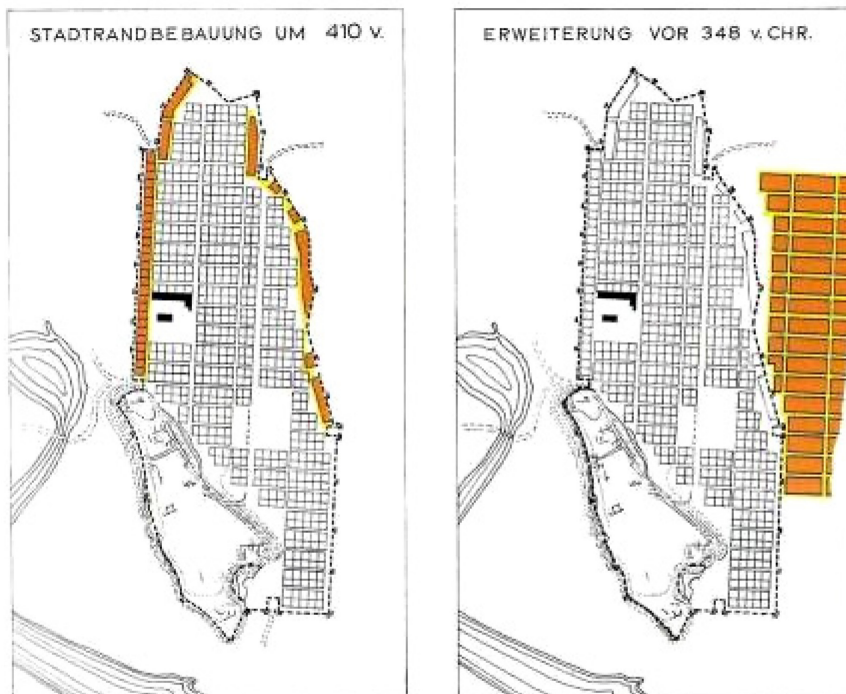 STADTRANDBEBAUUNG UM 410 V.
ERWEITERUNG VOR 348 v. CHR.